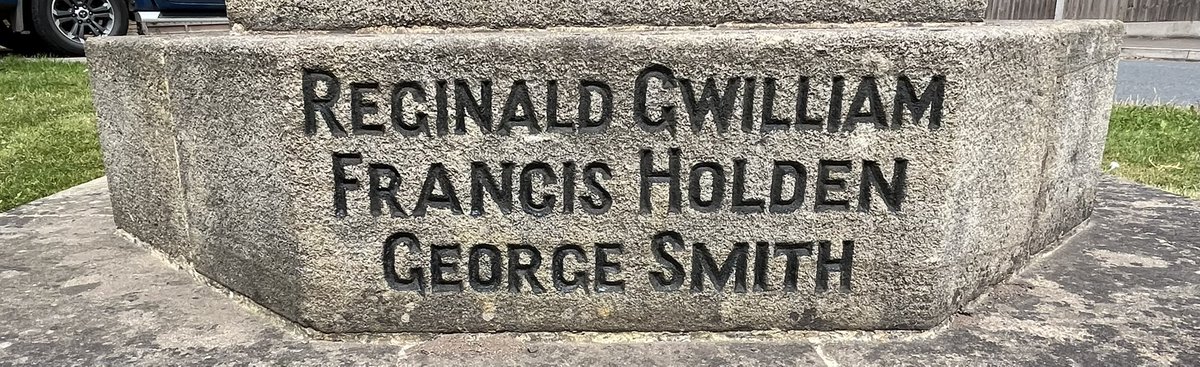 REGINALD GWILLIAM
FRANCIS HOLDEN
GEORGE SMITH